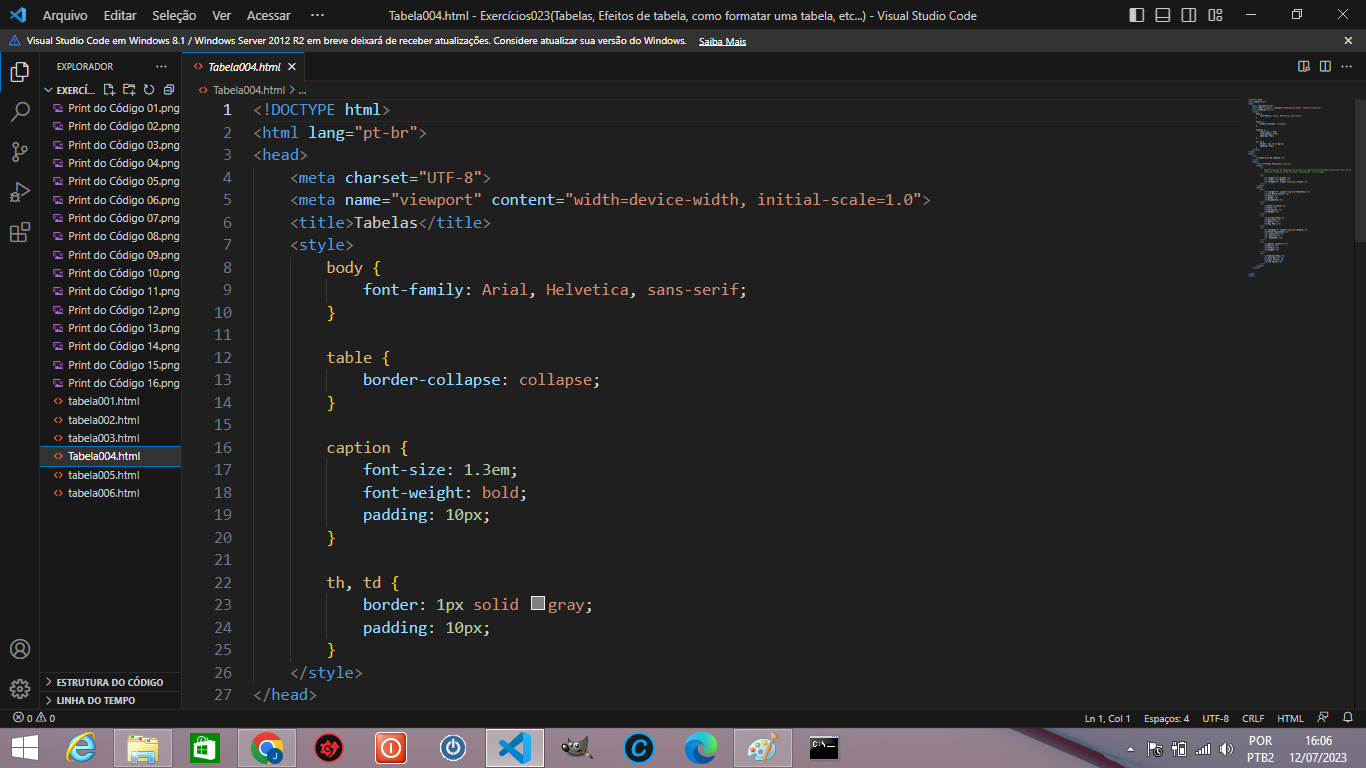 Arquivo Editar Seleção Ver Acessar ···
Tabela004.html - Exercícios023(Tabelas, Efeitos de tabela, como formatar uma tabela, etc...) - Visual Studio Code
Visual Studio Code em Windows 8.1 / Windows Server 2012 R2 em breve deixará de receber atualizações. Considere atualizar sua versão do Windows. Saiba Mais
EXPLORADOR ···
EXERCÍ...
Print do Código 01.png
Print do Código 02.png
Print do Código 03.png
Print do Código 04.png
Print do Código 05.png
Print do Código 06.png
Print do Código 07.png
Print do Código 08.png
Print do Código 09.png
Print do Código 10.png
Print do Código 11.png
Print do Código 12.png
Print do Código 13.png
Print do Código 14.png
Print do Código 15.png
Print do Código 16.png
tabela001.html
tabela002.html
tabela003.html
Tabela004.html
tabela005.html
tabela006.html
ESTRUTURA DO CÓDIGO
LINHA DO TEMPO
Tabela004.html
Tabela004.html > ...
1 <!DOCTYPE html>
2 <html lang="pt-br">
3 <head>
4 <meta charset="UTF-8">
5 <meta name="viewport" content="width=device-width, initial-scale=1.0">
6 <title>Tabelas</title>
7 <style>
8 body {
9 font-family: Arial, Helvetica, sans-serif;
10 }
11
12 table {
13 border-collapse: collapse;
14 }
15
16 caption {
17 font-size: 1.3em;
18 font-weight: bold;
19 padding: 10px;
20 }
21
22 th, td {
23 border: 1px solid gray;
24 padding: 10px;
25 }
26 </style>
27 </head>
0 0
Ln 1, Col 1 Espaços: 4 UTF-8 CRLF HTML
POR 16:06
PTB2 12/07/2023